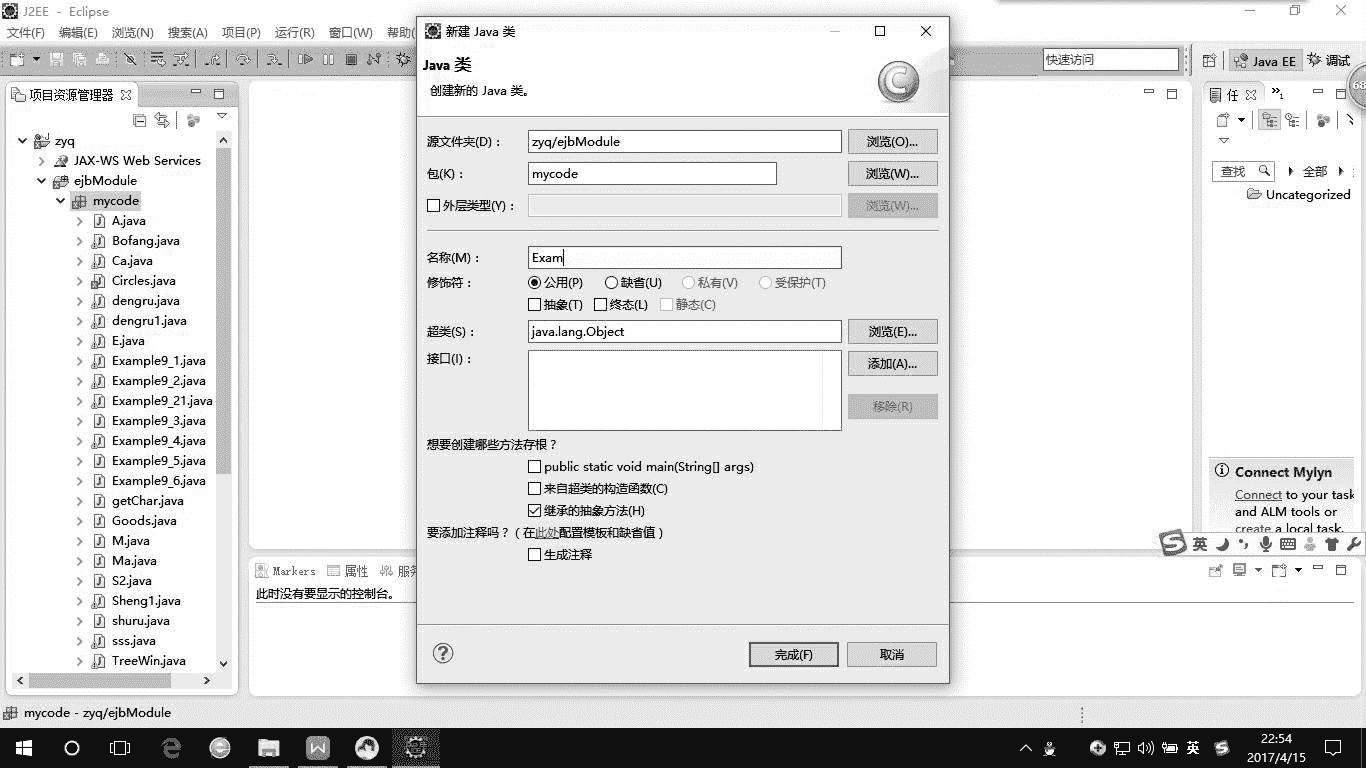 J2EE - Eclipse
文件(F) 编辑(E) 浏览(N) 搜索(A) 项目(P) 运行(R) 窗口(W) 帮助(
快速访问
Java EE
调试
项目资源管理器
zyq
JAX-WS Web Services
ejbModule
mycode
A.java
Bofang.java
Ca.java
Circles.java
dengru.java
dengru1.java
E.java
Example9_1.java
Example9_2.java
Example9_21.java
Example9_3.java
Example9_4.java
Example9_5.java
Example9_6.java
getChar.java
Goods.java
M.java
Ma.java
S2.java
Sheng1.java
shuru.java
sss.java
TreeWin.java
新建 Java 类
Java 类
创建新的 Java 类。
源文件夹(D)： zyq/ejbModule 浏览(O)...
包(K)： mycode 浏览(W)...
外层类型(Y)： 浏览(W)...
名称(M)： Exam
修饰符： 公用(P) 缺省(U) 私有(V) 受保护(T)
抽象(T) 终态(L) 静态(C)
超类(S)： java.lang.Object 浏览(E)...
接口(I)： 添加(A)...
移除(R)
想要创建哪些方法存根？
public static void main(String[] args)
来自超类的构造函数(C)
继承的抽象方法(H)
要添加注释吗？（在此处配置模板和缺省值）
生成注释
完成(F) 取消
任
查找 全部
Uncategorized
Connect Mylyn
Connect to your task
and ALM tools or
create a local task.
英
Markers 属性 服务
此时没有要显示的控制台。
mycode - zyq/ejbModule
英
22:54
2017/4/15